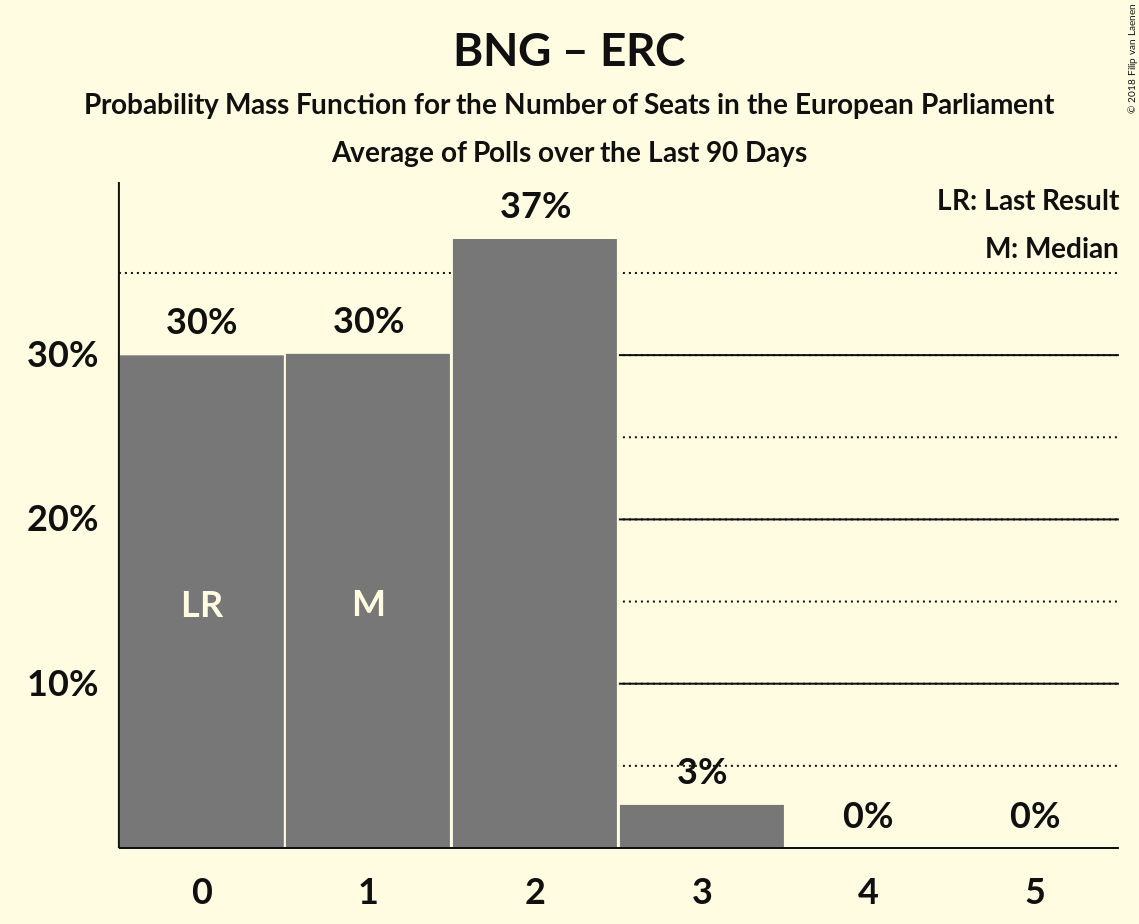 BNG – ERC
Probability Mass Function for the Number of Seats in the European Parliament
Average of Polls over the Last 90 Days
© 2018 Filip van Laenen
LR: Last Result
M: Median
37%
30%
30%
30%
20%
10%
LR
M
3%
0%
0%
0
1
2
3
4
5